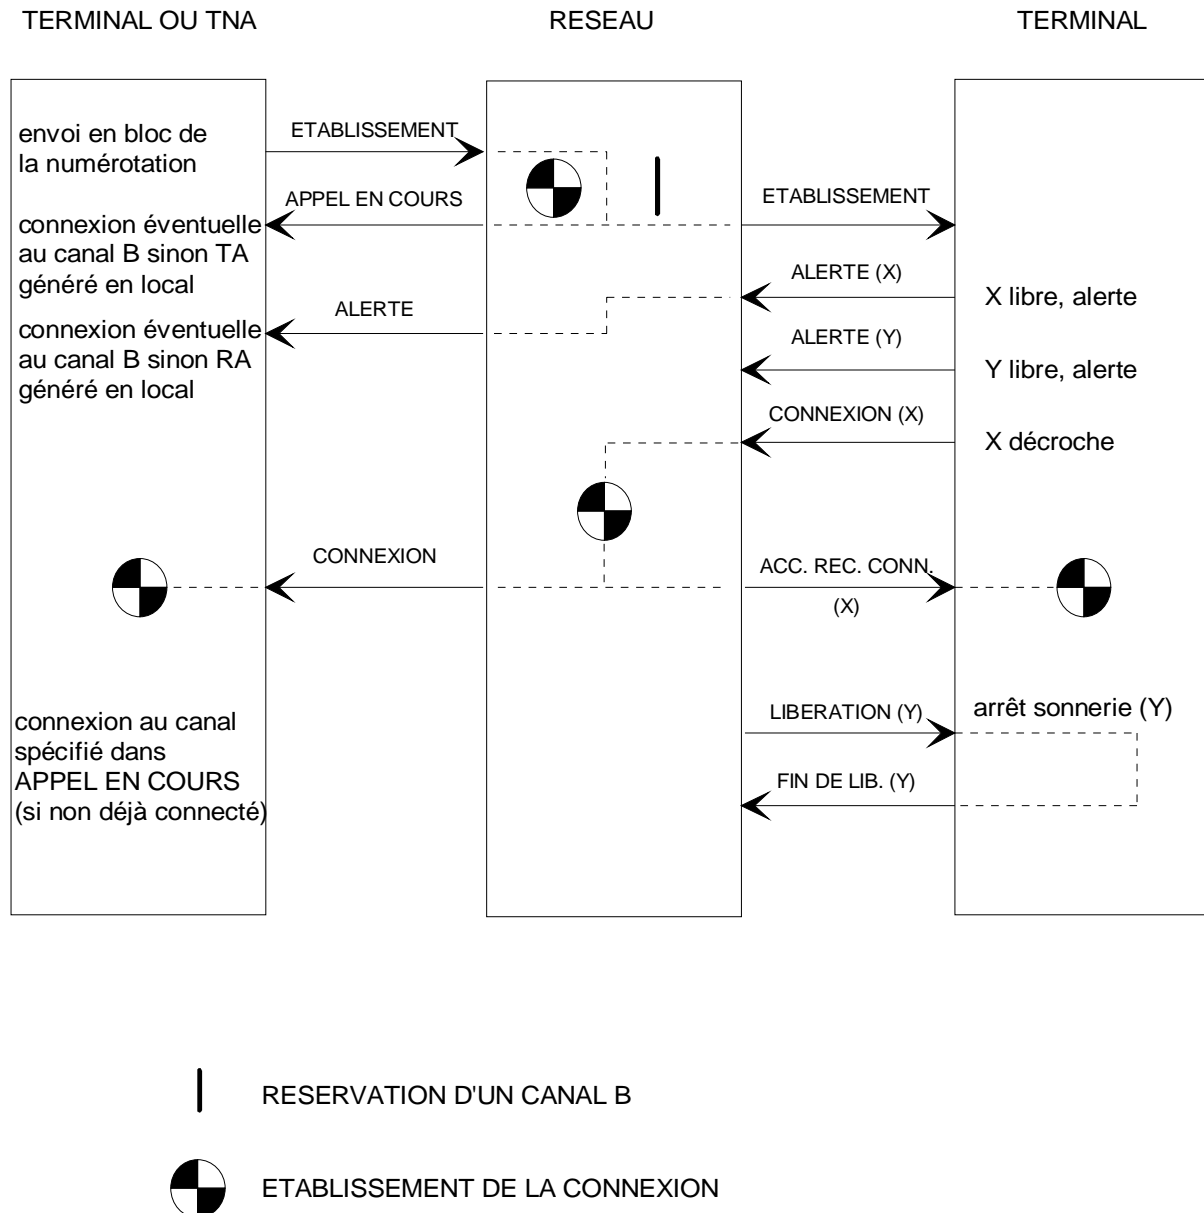 TERMINAL OU TNA
RESEAU
TERMINAL
envoi en bloc de
la numérotation
ETABLISSEMENT
APPEL EN COURS
ETABLISSEMENT
connexion éventuelle
au canal B sinon TA
généré en local
ALERTE (X)
X libre, alerte
ALERTE
connexion éventuelle
au canal B sinon RA
généré en local
ALERTE (Y)
Y libre, alerte
CONNEXION (X)
X décroche
CONNEXION
ACC. REC. CONN.
(X)
connexion au canal
spécifié dans
APPEL EN COURS
(si non déjà connecté)
LIBERATION (Y)
arrêt sonnerie (Y)
FIN DE LIB. (Y)
RESERVATION D'UN CANAL B
ETABLISSEMENT DE LA CONNEXION